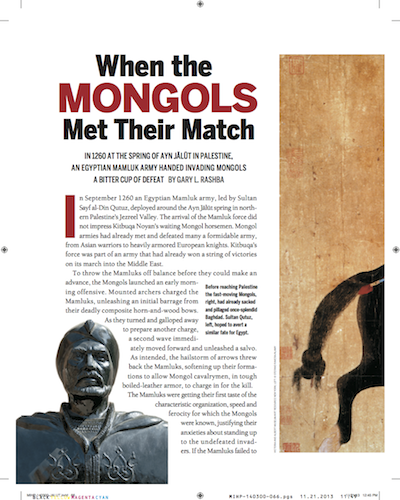 When the
MONGOLS
Met Their Match
IN 1260 AT THE SPRING OF AYN JĀLŪT IN PALESTINE,
AN EGYPTIAN MAMLUK ARMY HANDED INVADING MONGOLS
A BITTER CUP OF DEFEAT BY GARY L. RASHBA
In September 1260 an Egyptian Mamluk army, led by Sultan
Sayf al-Din Qutuz, deployed around the Ayn Jālūt spring in north-
ern Palestine's Jezreel Valley. The arrival of the Mamluk force did
not impress Kitbuqa Noyan's waiting Mongol horsemen. Mongol
armies had already met and defeated many a formidable army,
from Asian warriors to heavily armored European knights. Kitbuqa's
force was part of an army that had already won a string of victories
on its march into the Middle East.
To throw the Mamluks off balance before they could make an
advance, the Mongols launched an early morn-
ing offensive. Mounted archers charged the
Mamluks, unleashing an initial barrage from
their deadly composite horn-and-wood bows.
As they turned and galloped away
to prepare another charge,
a second wave immedi-
ately moved forward and unleashed a salvo.
As intended, the hailstorm of arrows threw
back the Mamluks, softening up their forma-
tions to allow Mongol cavalrymen, in tough
boiled-leather armor, to charge in for the kill.
The Mamluks were getting their first taste of the
characteristic organization, speed and
ferocity for which the Mongols
were known, justifying their
anxieties about standing up
to the undefeated invad-
ers. If the Mamluks failed to
Before reaching Palestine
the fast-moving Mongols,
right, had already sacked
and pillaged once-splendid
Baghdad. Sultan Qutuz,
left, hoped to avert a
similar fate for Egypt.
BLACK YELLOW MAGENTA CYAN
MIHP-140300-066.pgs 11.21.2013